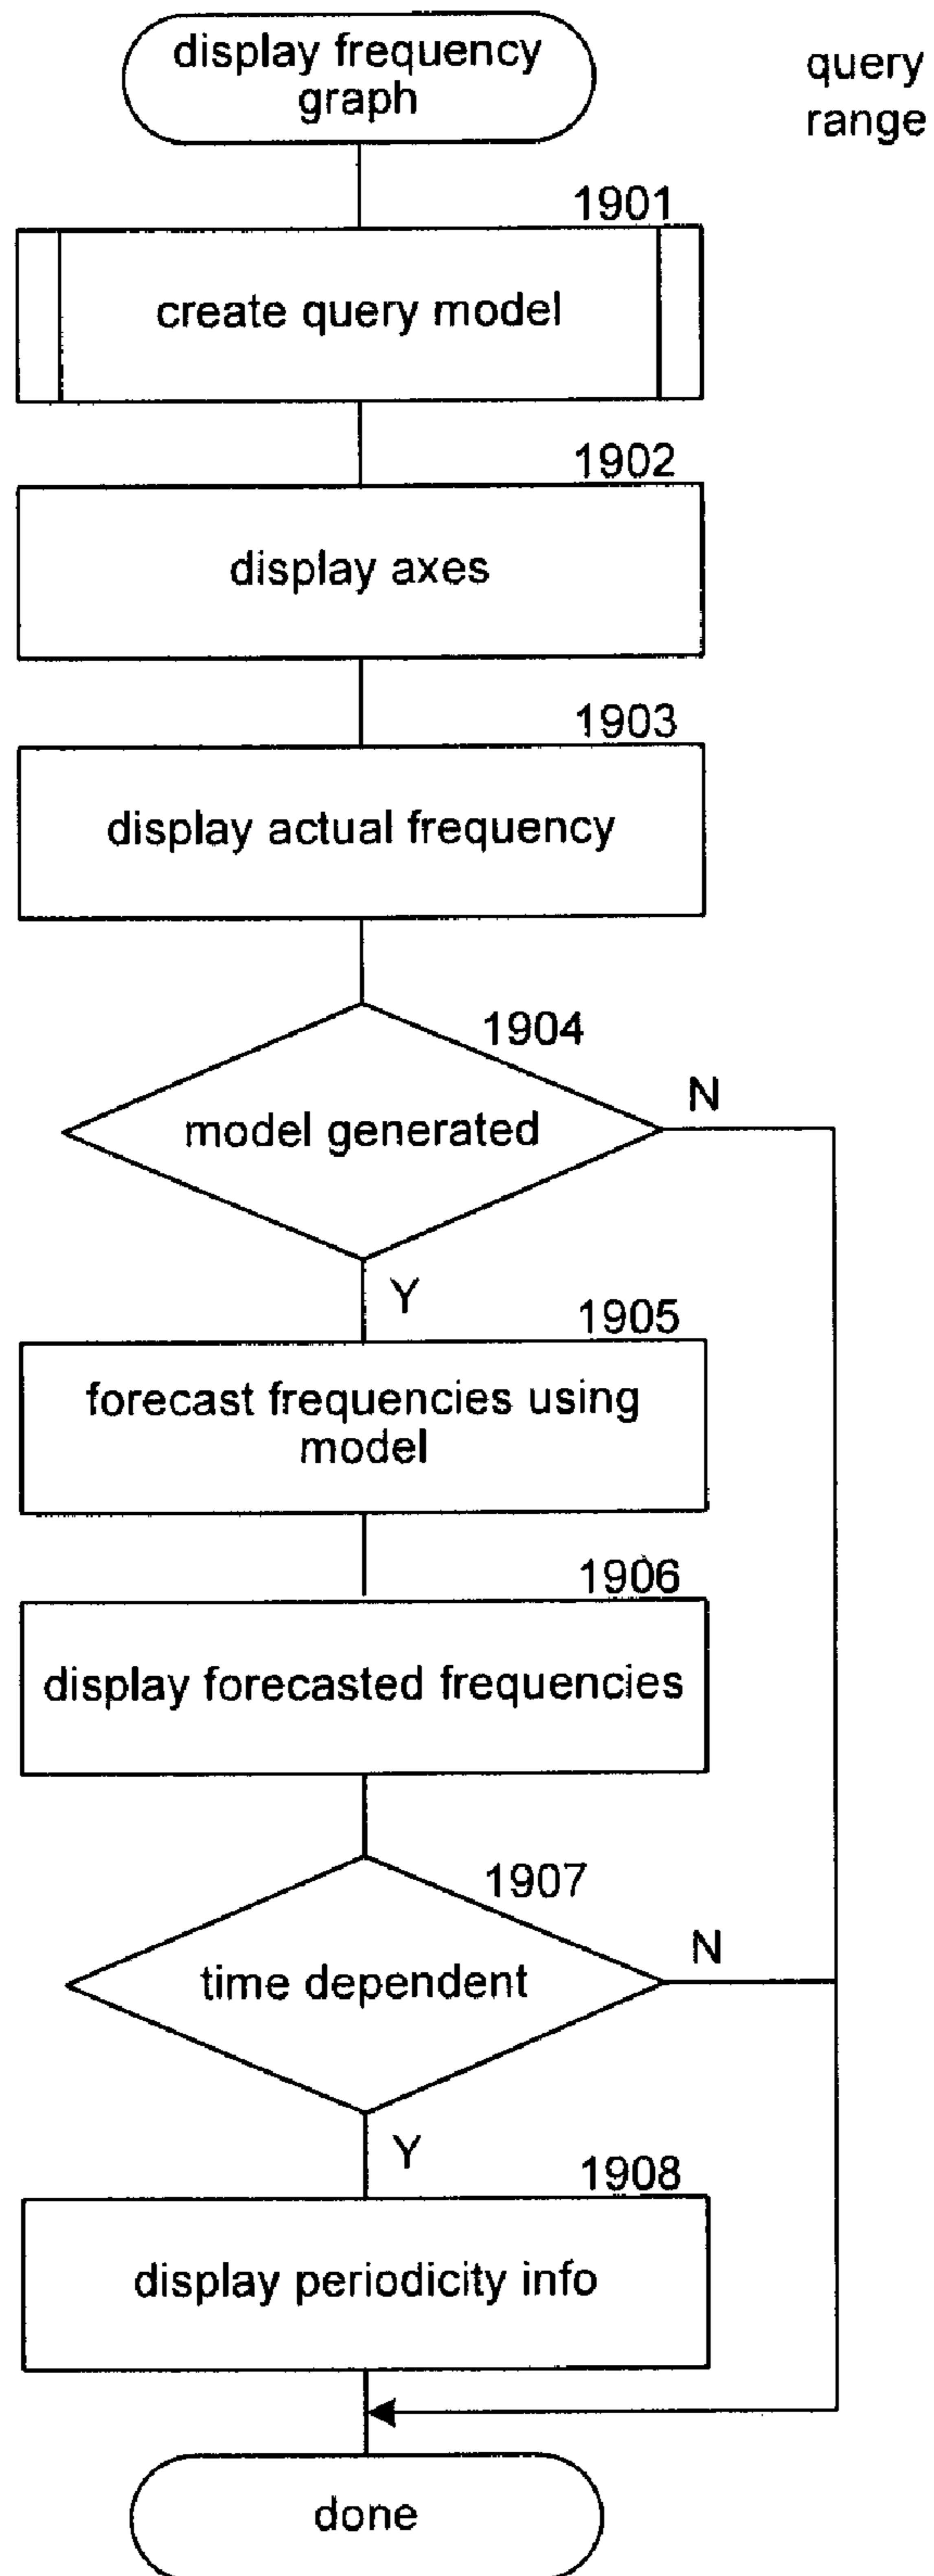 display frequency
graph
query
range
1901
create query model
1902
display axes
1903
display actual frequency
1904
model generated
N
Y
1905
forecast frequencies using
model
1906
display forecasted frequencies
1907
time dependent
N
Y
1908
display periodicity info
done